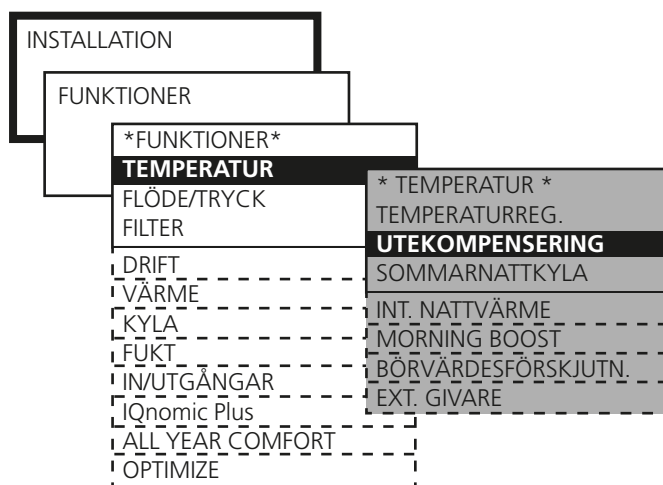 INSTALLATION
FUNKTIONER
*FUNKTIONER*
TEMPERATUR
FLÖDE/TRYCK
FILTER
DRIFT
VÄRME
KYLA
FUKT
IN/UTGÅNGAR
IQnomic Plus
ALL YEAR COMFORT
OPTIMIZE
* TEMPERATUR *
TEMPERATURREG.
UTEKOMPENSERING
SOMMARNATTKYLA
INT. NATTVÄRME
MORNING BOOST
BÖRVÄRDESFÖRSKJUTN.
EXT. GIVARE